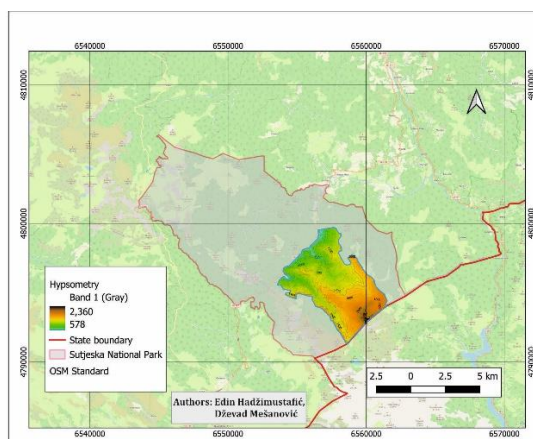 6540000 6550000 6560000 6570000
4810000 4810000
4800000 4800000
4790000 4790000
Hypsometry
Band 1 (Gray)
2,360
578
State boundary
Sutjeska National Park
OSM Standard
Authors: Edin Hadžimustafić,
Dževad Mešanović
2.5 0 2.5 5 km
6540000 6550000 6560000 6570000